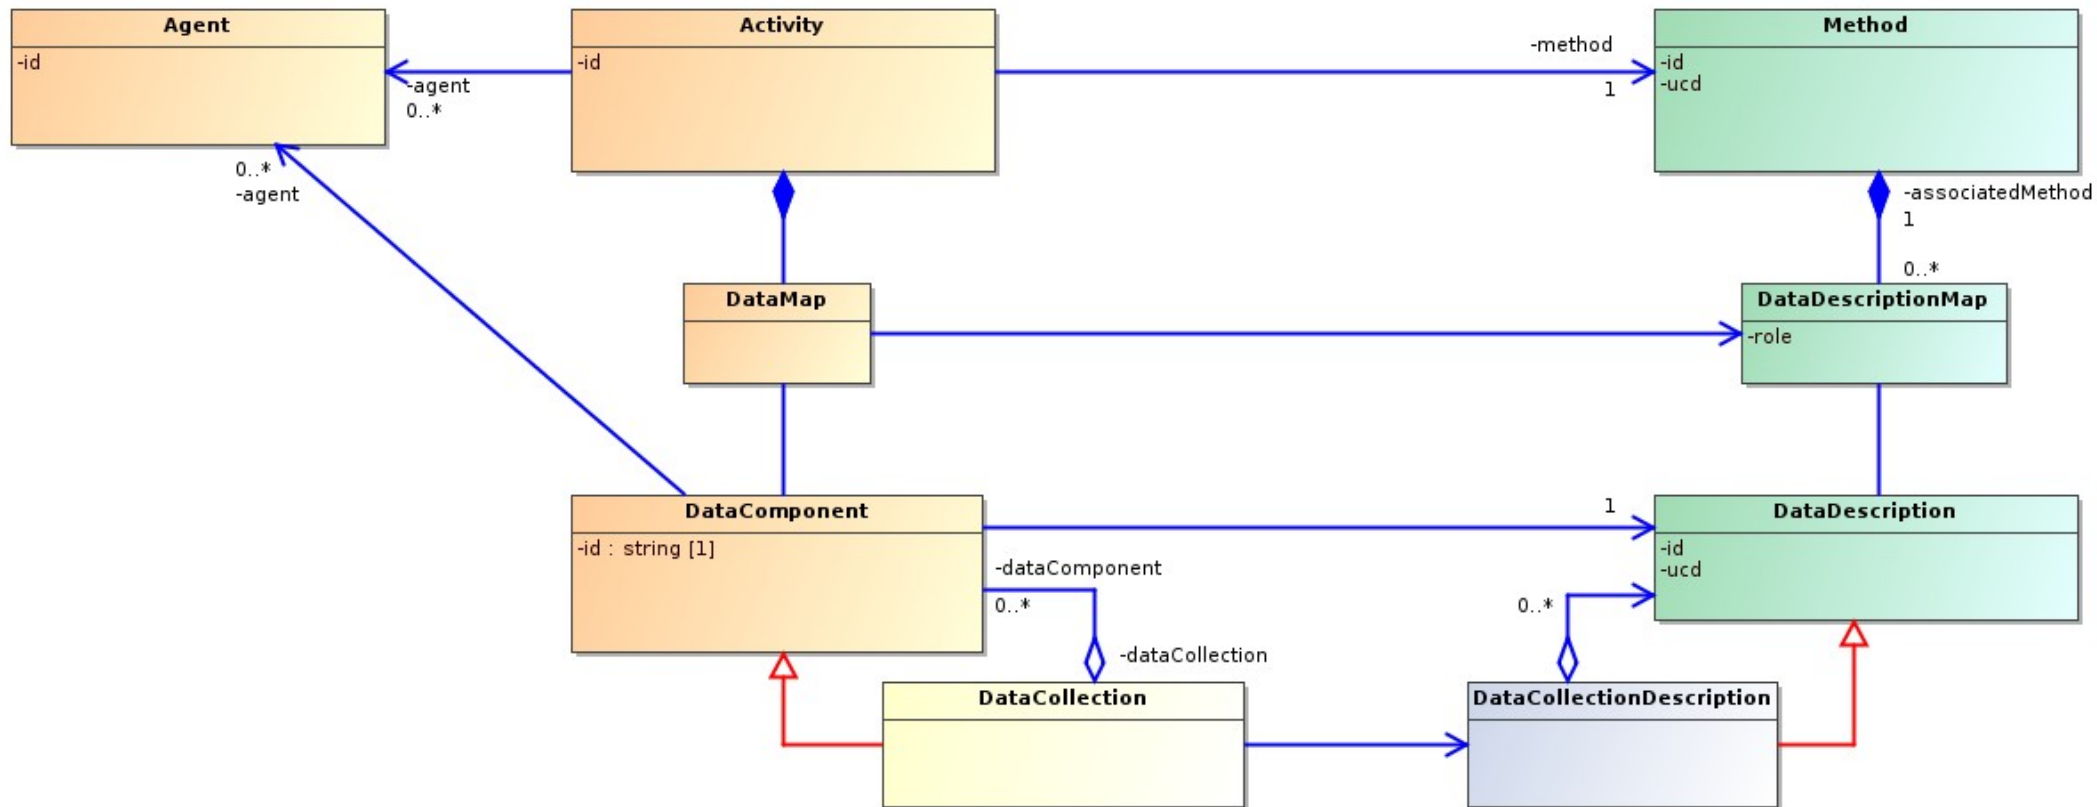 Agent
-id
Activity
-id
Method
-id
-ucd
-method
1
-agent
0..*
0..*
-agent
-associatedMethod
1
0..*
DataMap
DataDescriptionMap
-role
DataComponent
-id : string [1]
1
DataDescription
-id
-ucd
-dataComponent
0..*
0..*
-dataCollection
DataCollection
DataCollectionDescription